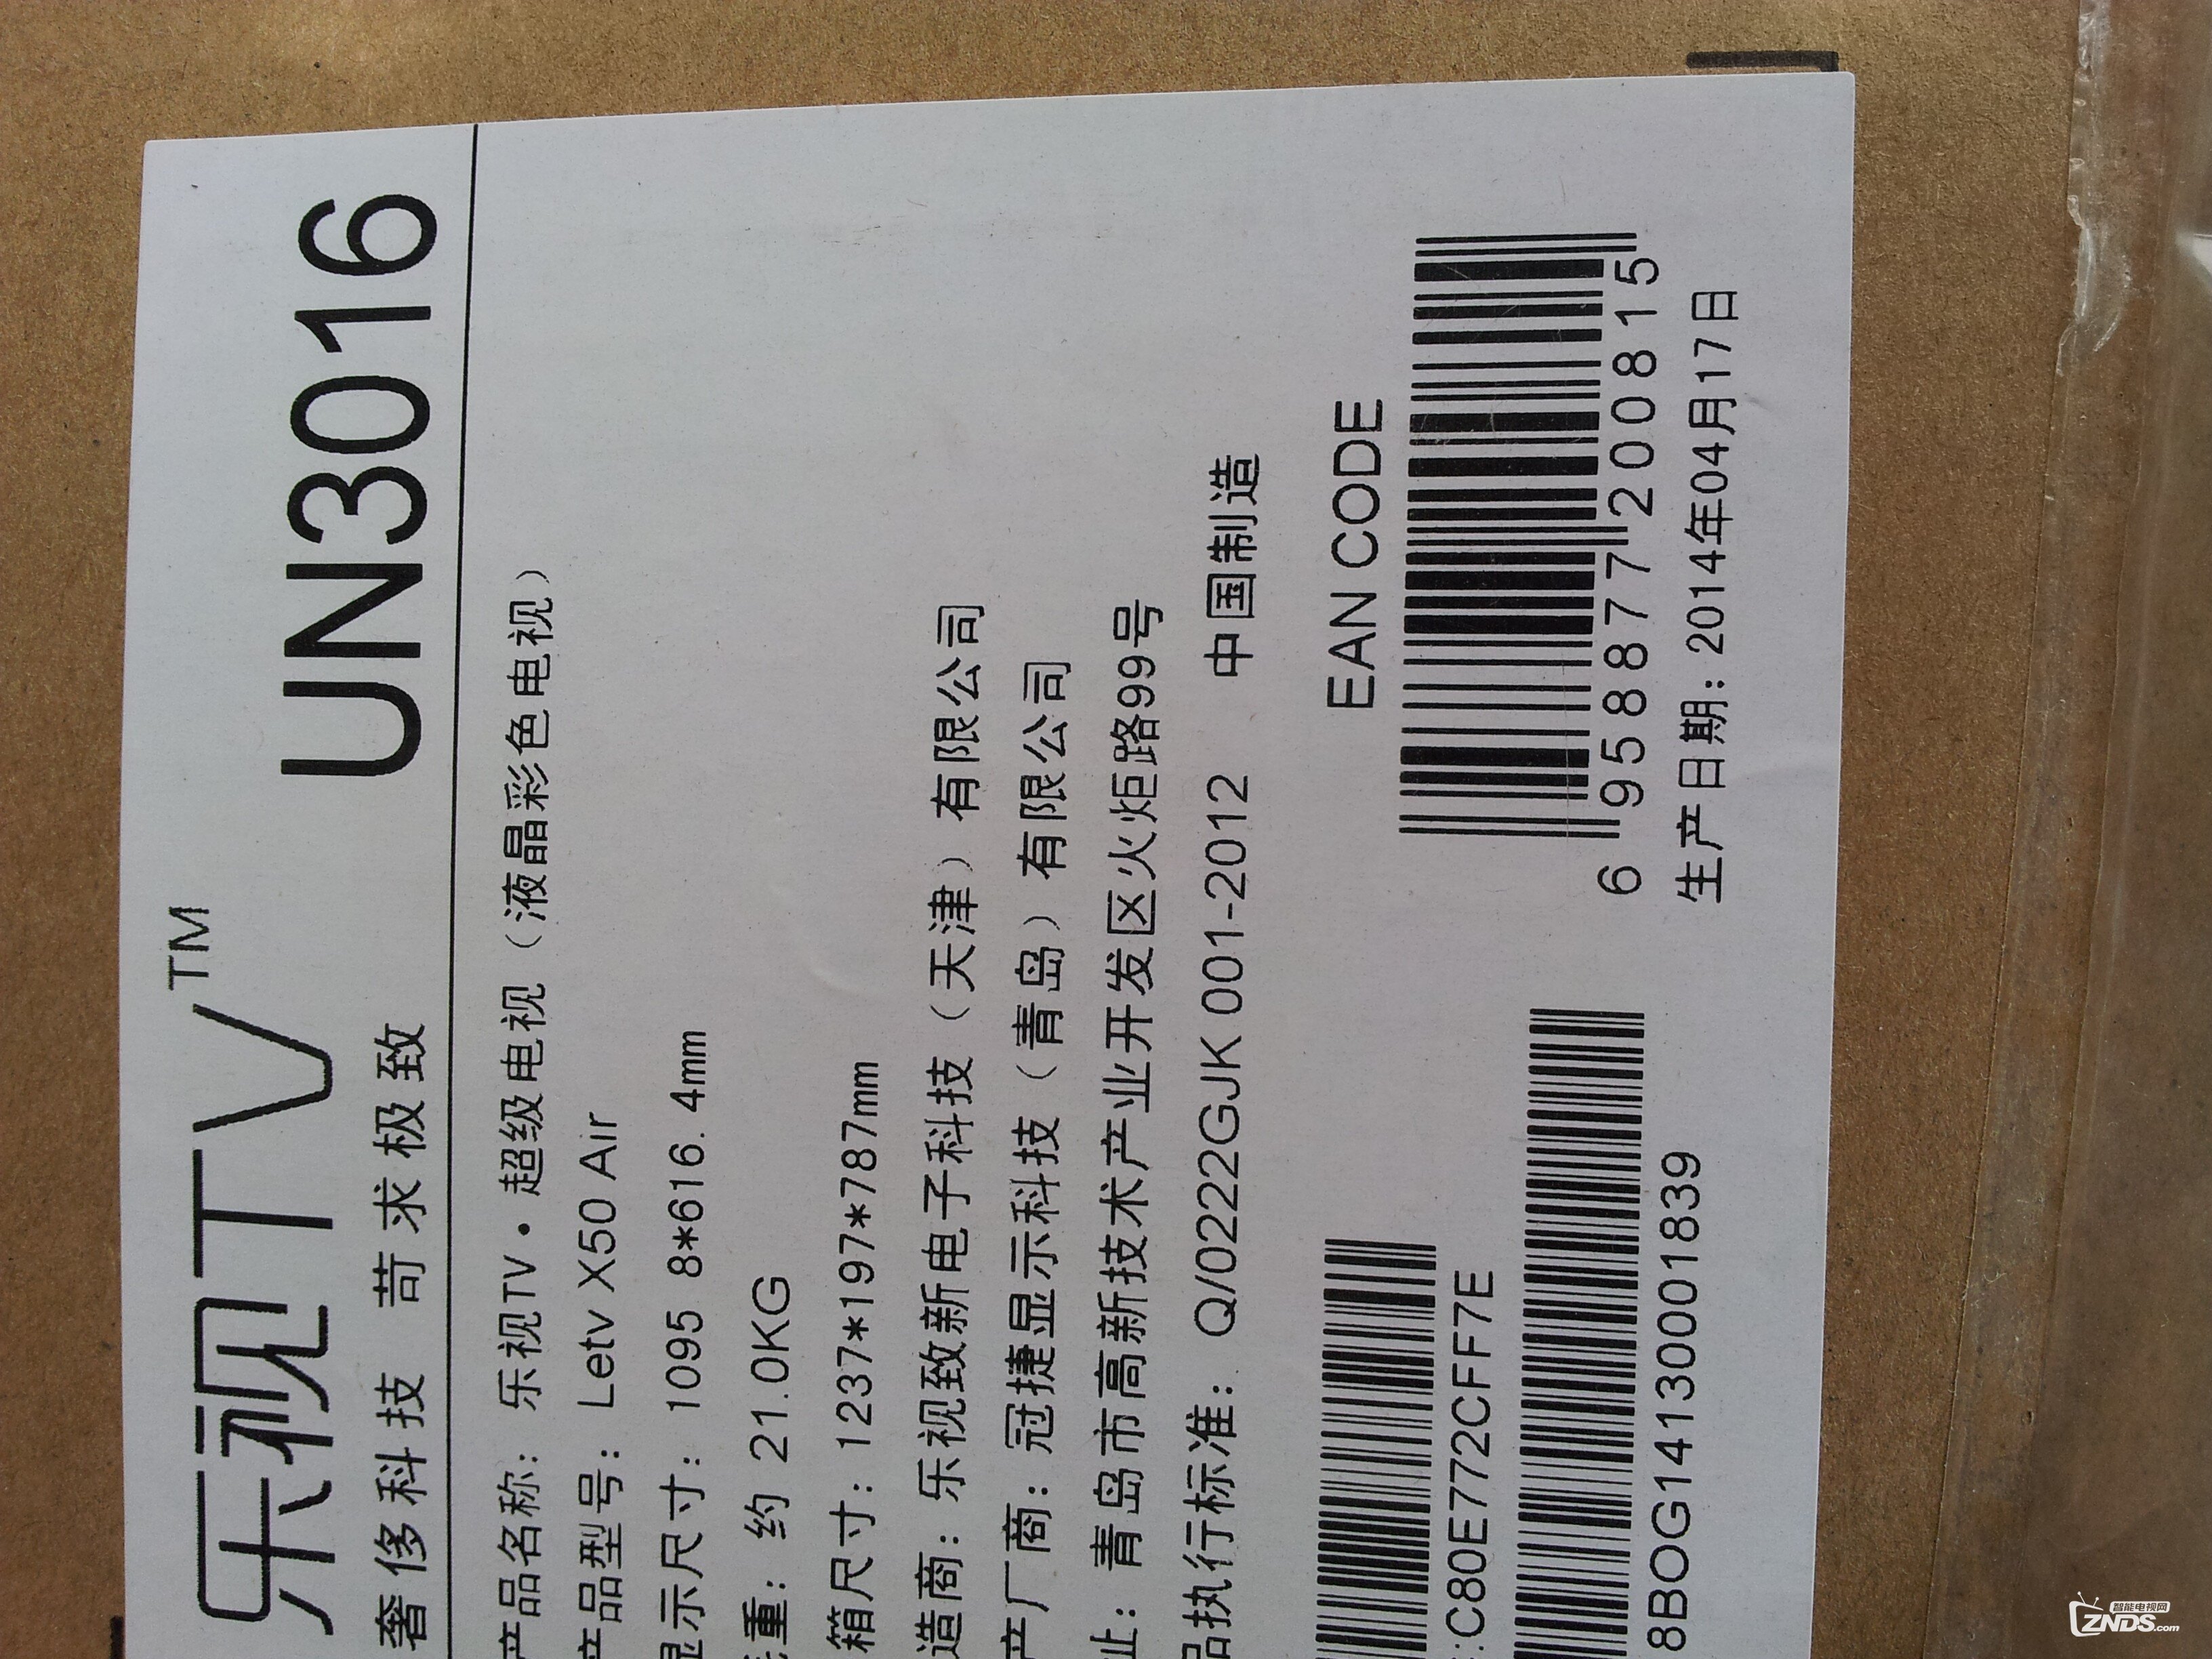 乐视TV™
奢侈科技 苛求极致
UN3016
产品名称: 乐视TV·超级电视(液晶彩色电视)
产品型号: Letv X50 Air
显示尺寸: 1095 8*616.4mm
重: 约 21.0KG
箱尺寸: 1237*197*787mm
造商: 乐视致新电子科技(天津)有限公司
产厂商: 冠捷显示科技(青岛)有限公司
址: 青岛市高新技术产业开发区火炬路99号
品执行标准: Q/0222GJK 001-2012 中国制造
EAN CODE
6 958877 200815
生产日期: 2014年04月17日
:C80E772CFF7E
8BOG14130001839
智能电视网
ZNDS.com